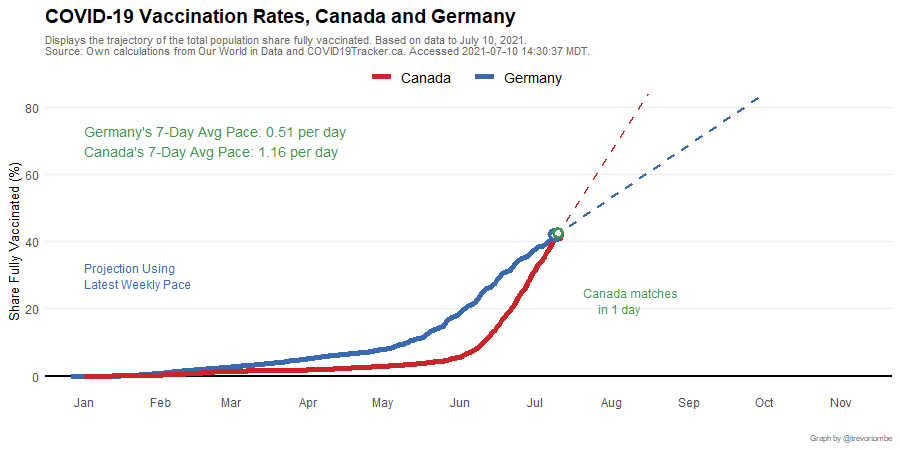 COVID-19 Vaccination Rates, Canada and Germany
Displays the trajectory of the total population share fully vaccinated. Based on data to July 10, 2021.
Source: Own calculations from Our World in Data and COVID19Tracker.ca. Accessed 2021-07-10 14:30:37 MDT.
Canada Germany
80
Germany's 7-Day Avg Pace: 0.51 per day
Canada's 7-Day Avg Pace: 1.16 per day
60
Share Fully Vaccinated (%)
40
Projection Using
Latest Weekly Pace
Canada matches
in 1 day
20
0
Jan Feb Mar Apr May Jun Jul Aug Sep Oct Nov
Graph by @trevortombe